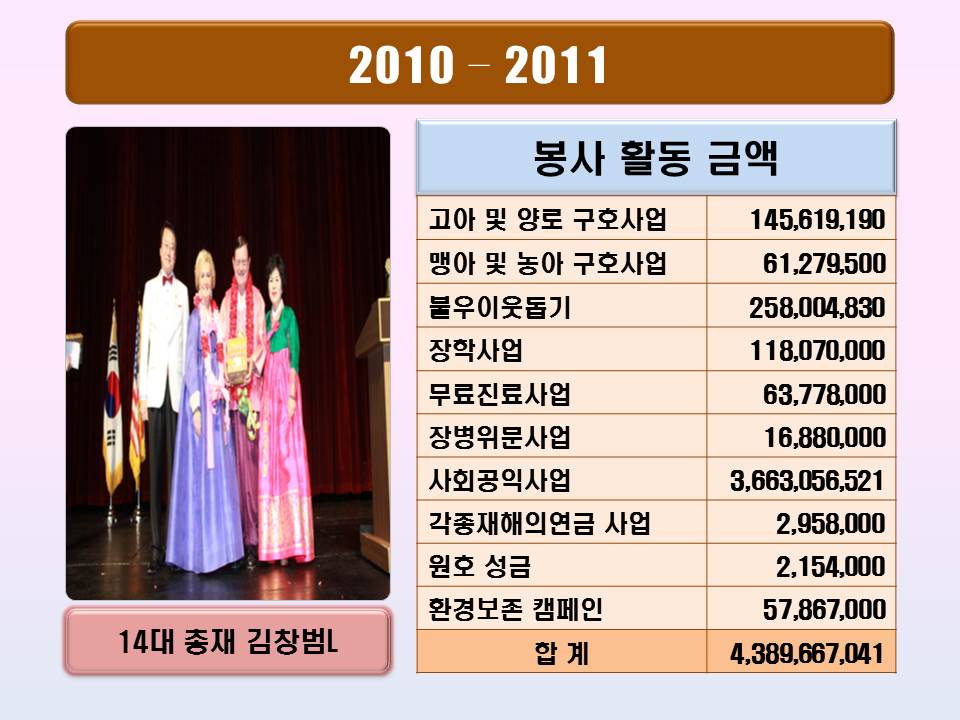 2010 – 2011
봉사 활동 금액
고아 및 양로 구호사업 145,619,190
맹아 및 농아 구호사업 61,279,500
불우이웃돕기 258,004,830
장학사업 118,070,000
무료진료사업 63,778,000
장병위문사업 16,880,000
사회공익사업 3,663,056,521
각종재해의연금 사업 2,958,000
원호 성금 2,154,000
환경보존 캠페인 57,867,000
합 계 4,389,667,041
14대 총재 김창범L